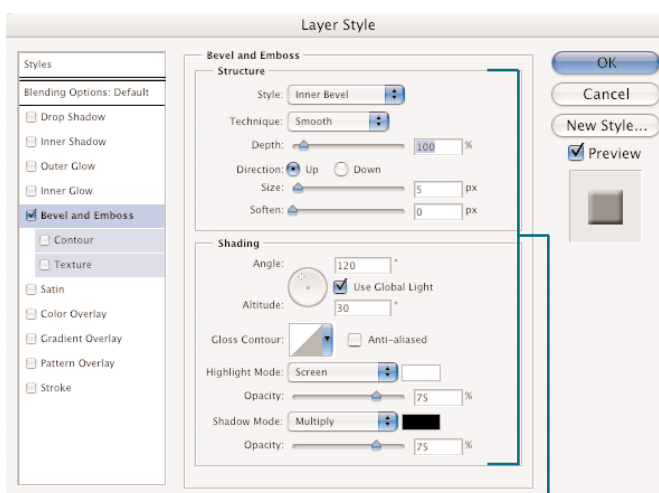 Layer Style
Styles
Blending Options: Default
Drop Shadow
Inner Shadow
Outer Glow
Inner Glow
Bevel and Emboss
Contour
Texture
Satin
Color Overlay
Gradient Overlay
Pattern Overlay
Stroke
Bevel and Emboss
Structure
Style: Inner Bevel
Technique: Smooth
Depth: 100 %
Direction: Up Down
Size: 5 px
Soften: 0 px
Shading
Angle: 120 °
Use Global Light
Altitude: 30 °
Gloss Contour: Anti-aliased
Highlight Mode: Screen
Opacity: 75 %
Shadow Mode: Multiply
Opacity: 75 %
OK
Cancel
New Style...
Preview